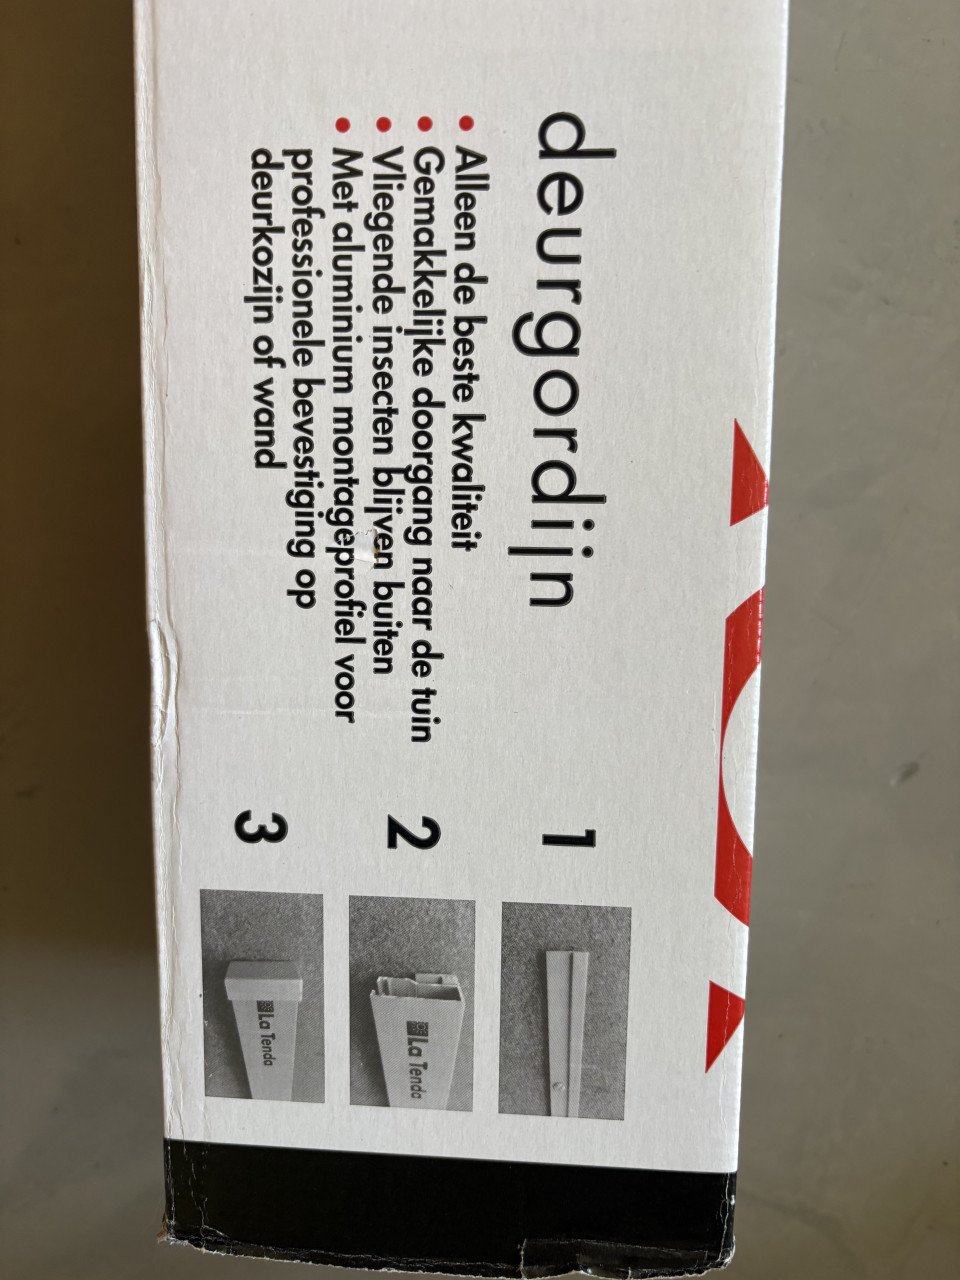 deurgordijn
• Alleen de beste kwaliteit
• Gemakkelijke doorgang naar de tuin
• Vliegende insecten blijven buiten
• Met aluminium montageprofiel voor
professionele bevestiging op
deurkozijn of wand
1
2
3
La Tenda
La Tenda